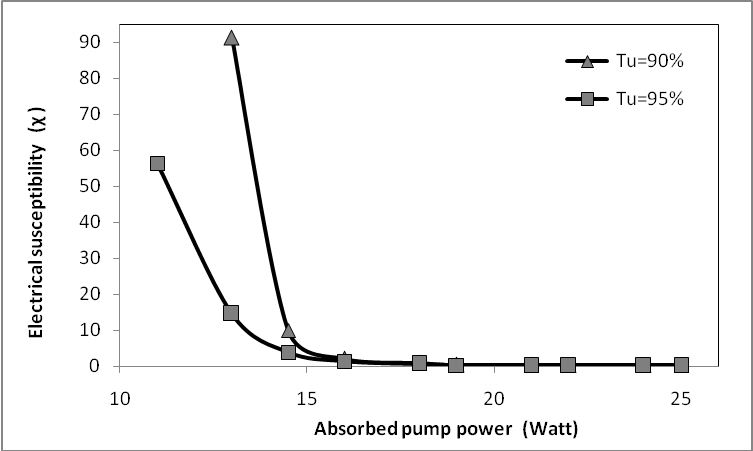 90
80
70
60
50
40
30
20
10
0
Electrical susceptibility (χ)
Tu=90%
Tu=95%
10 15 20 25
Absorbed pump power (Watt)